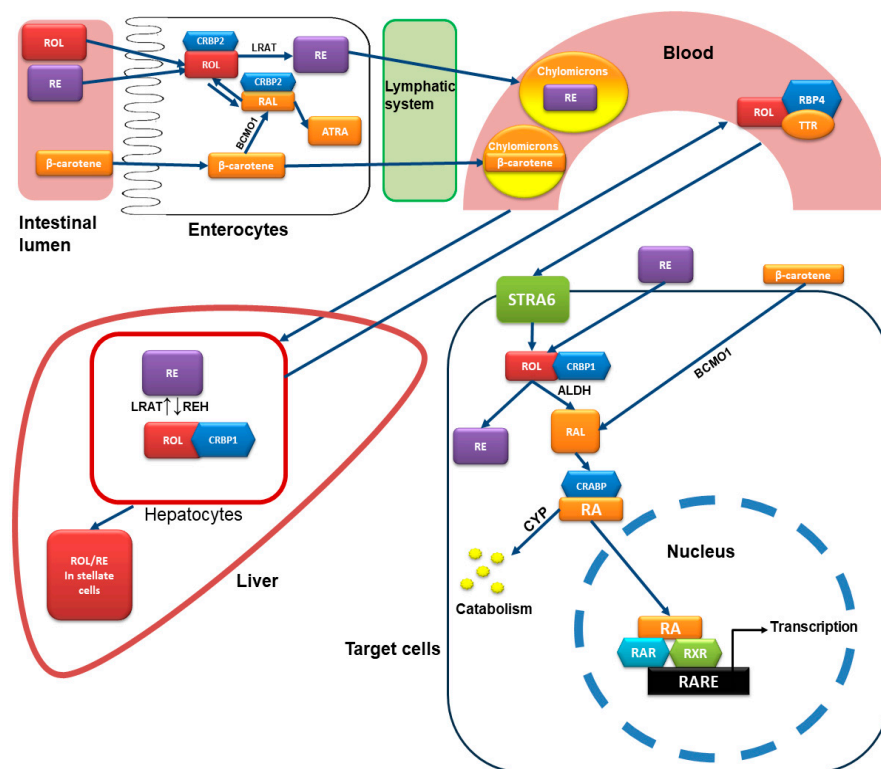 ROL
RE
β-carotene
Intestinal
lumen
CRBP2
ROL
LRAT
RE
CRBP2
RAL
BCMO1
ATRA
β-carotene
Enterocytes
Lymphatic
system
Blood
Chylomicrons
RE
Chylomicrons
β-carotene
ROL
RBP4
TTR
RE
LRAT↑↓REH
ROL
CRBP1
Hepatocytes
ROL/RE
In stellate
cells
Liver
STRA6
RE
β-carotene
ROL
CRBP1
ALDH
BCMO1
RE
RAL
CRABP
RA
CYP
Catabolism
Nucleus
RA
RAR
RXR
RARE
Transcription
Target cells